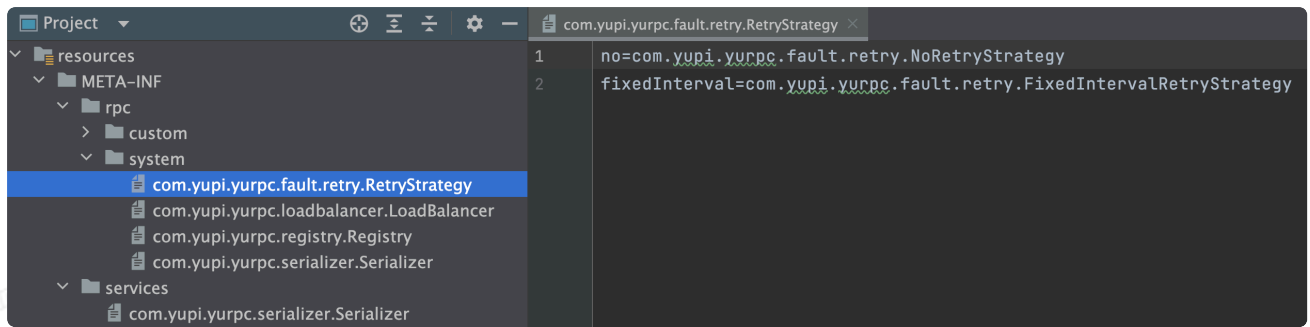 Project
resources
META-INF
rpc
custom
system
com.yupi.yurpc.fault.retry.RetryStrategy
com.yupi.yurpc.loadbalancer.LoadBalancer
com.yupi.yurpc.registry.Registry
com.yupi.yurpc.serializer.Serializer
services
com.yupi.yurpc.serializer.Serializer
com.yupi.yurpc.fault.retry.RetryStrategy
1 no=com.yupi.yurpc.fault.retry.NoRetryStrategy
2 fixedInterval=com.yupi.yurpc.fault.retry.FixedIntervalRetryStrategy